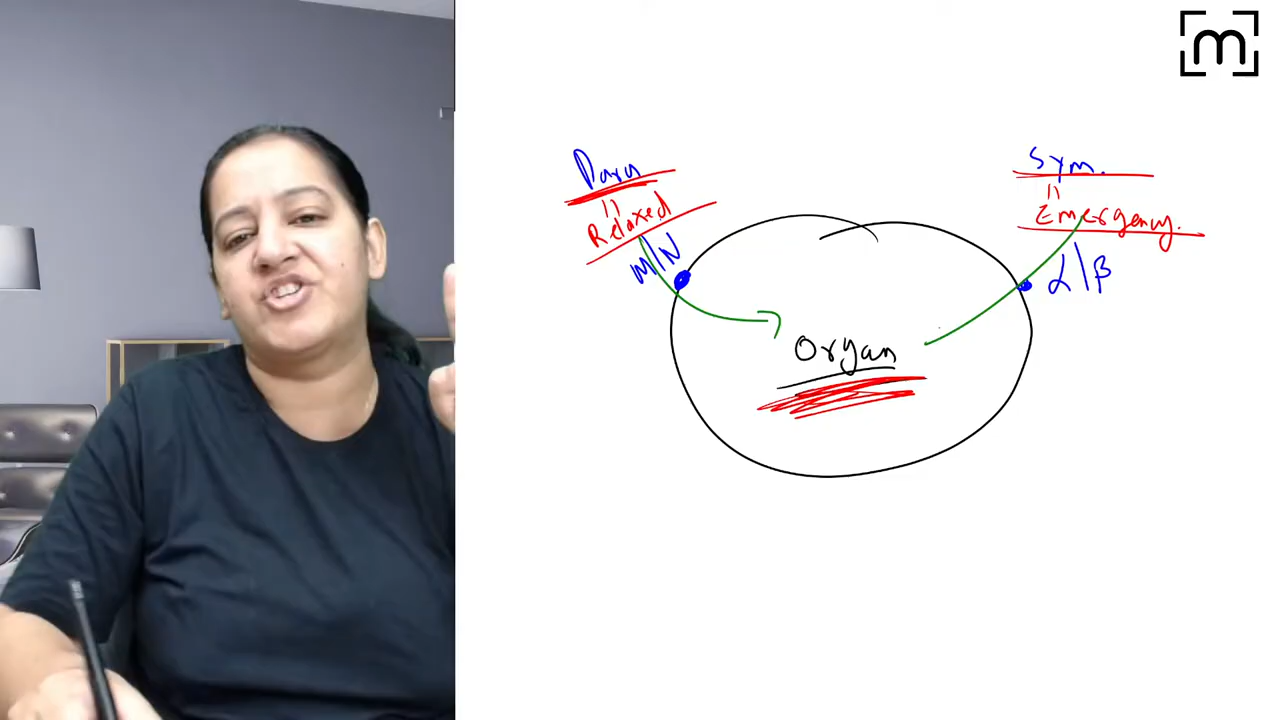 m
Para
Relaxed
M/N
Sym.
Emergency.
α/β
Organ